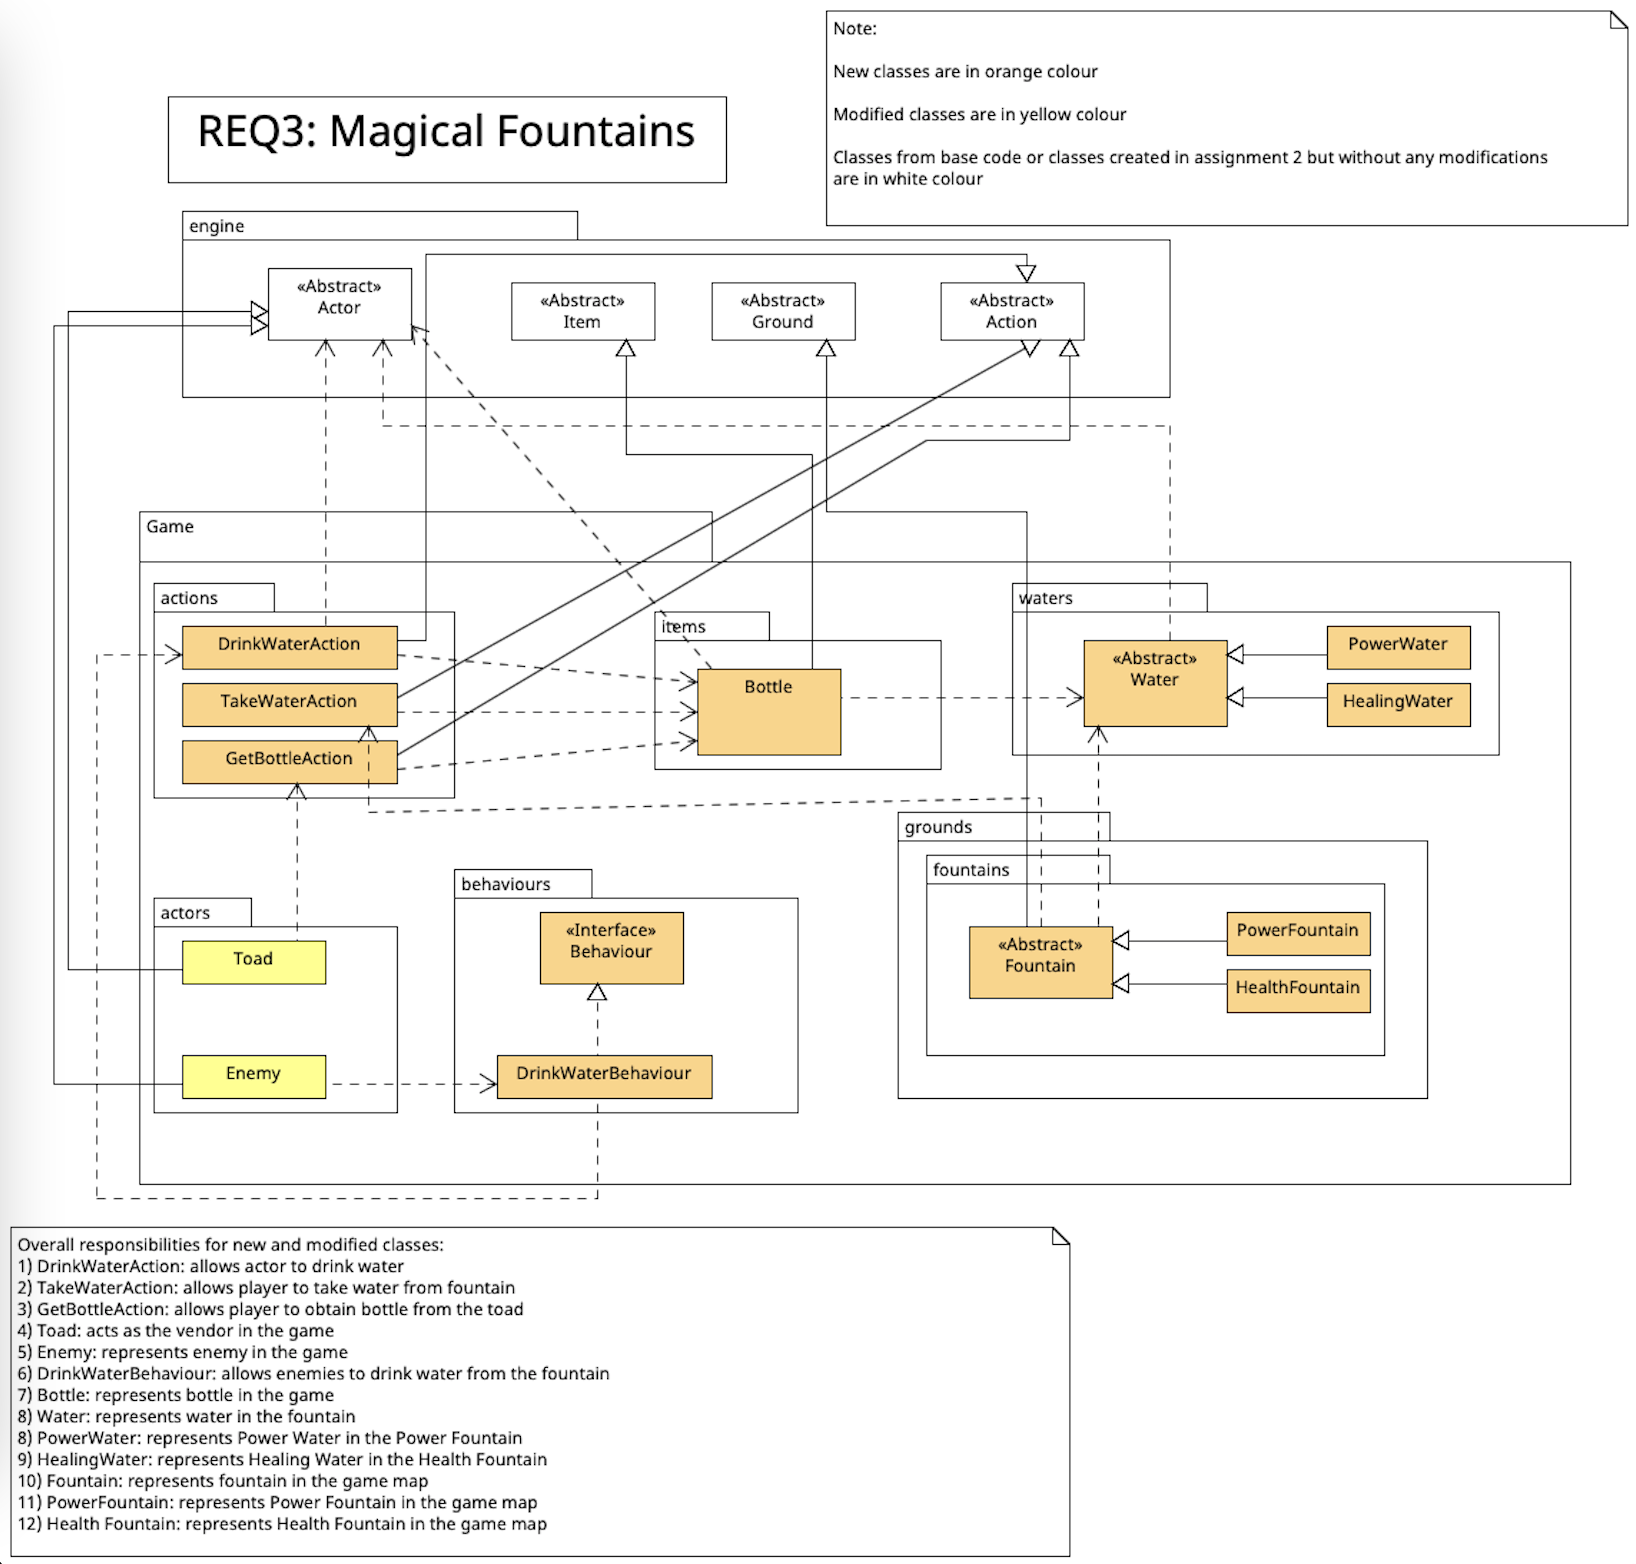 Note:
New classes are in orange colour
Modified classes are in yellow colour
Classes from base code or classes created in assignment 2 but without any modifications
are in white colour
REQ3: Magical Fountains
engine
«Abstract»
Actor
«Abstract»
Item
«Abstract»
Ground
«Abstract»
Action
Game
actions
DrinkWaterAction
TakeWaterAction
GetBottleAction
items
Bottle
waters
«Abstract»
Water
PowerWater
HealingWater
grounds
fountains
«Abstract»
Fountain
PowerFountain
HealthFountain
actors
Toad
Enemy
behaviours
«Interface»
Behaviour
DrinkWaterBehaviour
Overall responsibilities for new and modified classes:
1) DrinkWaterAction: allows actor to drink water
2) TakeWaterAction: allows player to take water from fountain
3) GetBottleAction: allows player to obtain bottle from the toad
4) Toad: acts as the vendor in the game
5) Enemy: represents enemy in the game
6) DrinkWaterBehaviour: allows enemies to drink water from the fountain
7) Bottle: represents bottle in the game
8) Water: represents water in the fountain
8) PowerWater: represents Power Water in the Power Fountain
9) HealingWater: represents Healing Water in the Health Fountain
10) Fountain: represents fountain in the game map
11) PowerFountain: represents Power Fountain in the game map
12) Health Fountain: represents Health Fountain in the game map